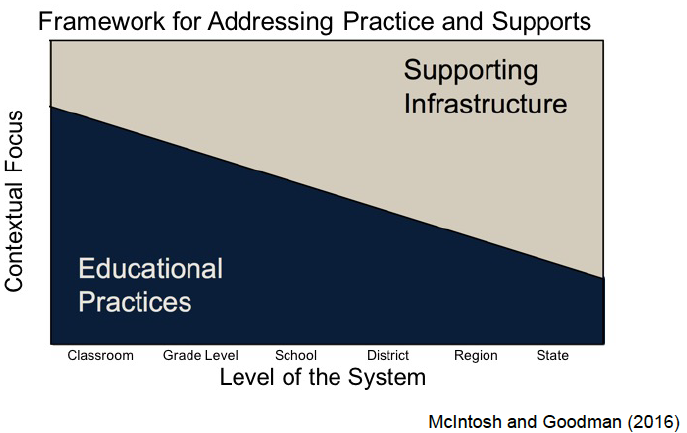 Framework for Addressing Practice and Supports
Supporting
Infrastructure
Contextual Focus
Educational
Practices
Classroom Grade Level School District Region State
Level of the System
McIntosh and Goodman (2016)